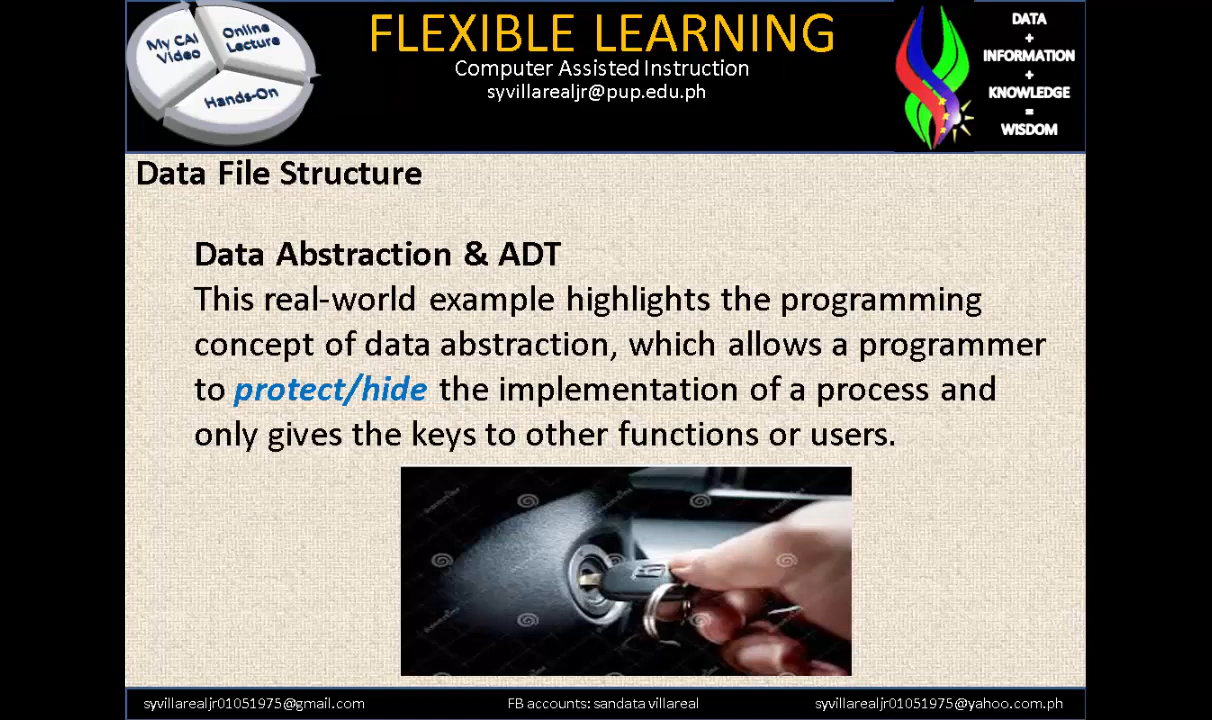 My CAI
Video
Online
Lecture
Hands-On
FLEXIBLE LEARNING
Computer Assisted Instruction
syvillarealjr@pup.edu.ph
DATA
+
INFORMATION
+
KNOWLEDGE
=
WISDOM
Data File Structure
Data Abstraction & ADT
This real-world example highlights the programming
concept of data abstraction, which allows a programmer
to protect/hide the implementation of a process and
only gives the keys to other functions or users.
syvillarealjr01051975@gmail.com
FB accounts: sandata villareal
syvillarealjr01051975@yahoo.com.ph